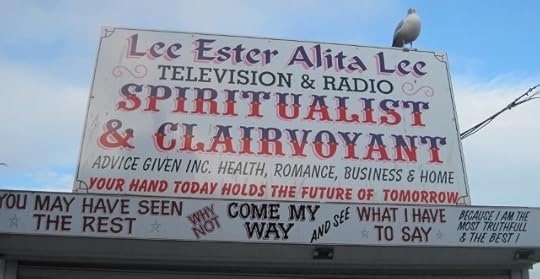 Lee Ester Alita Lee
TELEVISION & RADIO
SPIRITUALIST
& CLAIRVOYANT
ADVICE GIVEN INC. HEALTH, ROMANCE, BUSINESS & HOME
YOUR HAND TODAY HOLDS THE FUTURE OF TOMORROW
YOU MAY HAVE SEEN
THE REST
WHY
NOT
COME MY
WAY
AND SEE
WHAT I HAVE
TO SAY
BECAUSE I AM THE
MOST TRUTHFULL
& THE BEST !